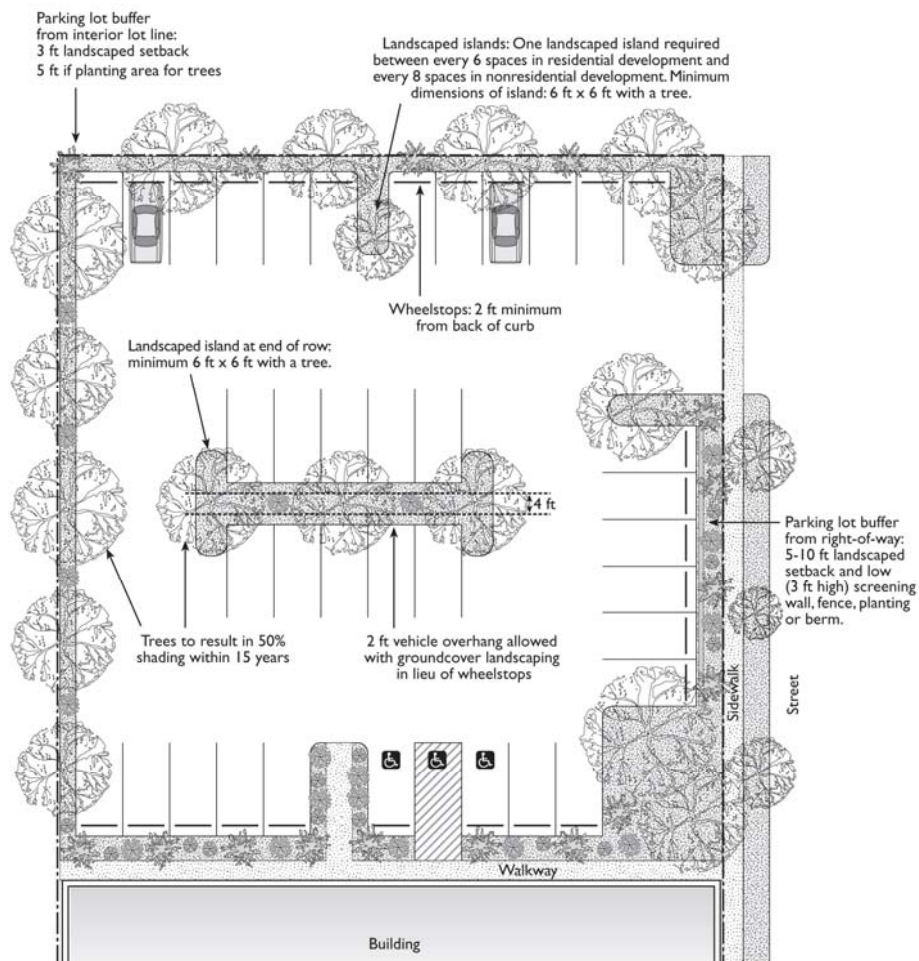 Parking lot buffer
from interior lot line:
3 ft landscaped setback
5 ft if planting area for trees
Landscaped islands: One landscaped island required
between every 6 spaces in residential development and
every 8 spaces in nonresidential development. Minimum
dimensions of island: 6 ft x 6 ft with a tree.
Wheelstops: 2 ft minimum
from back of curb
Landscaped island at end of row:
minimum 6 ft x 6 ft with a tree.
4 ft
Parking lot buffer
from right-of-way:
5-10 ft landscaped
setback and low
(3 ft high) screening
wall, fence, planting
or berm.
Trees to result in 50%
shading within 15 years
2 ft vehicle overhang allowed
with groundcover landscaping
in lieu of wheelstops
Sidewalk
Street
Walkway
Building